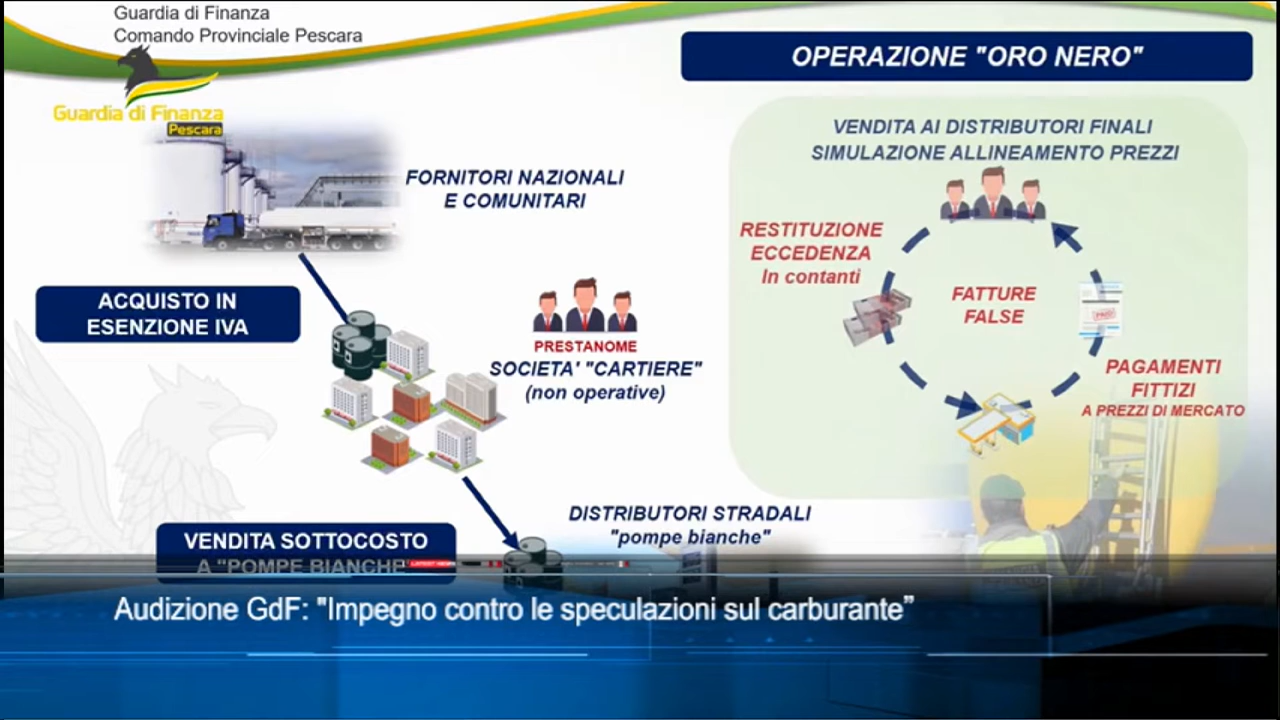 Guardia di Finanza
Comando Provinciale Pescara
Guardia di Finanza
Pescara
OPERAZIONE "ORO NERO"
FORNITORI NAZIONALI
E COMUNITARI
ACQUISTO IN
ESENZIONE IVA
PRESTANOME
SOCIETA' "CARTIERE"
(non operative)
VENDITA SOTTOCOSTO
A "POMPE BIANCHE"
DISTRIBUTORI STRADALI
"pompe bianche"
VENDITA AI DISTRIBUTORI FINALI
SIMULAZIONE ALLINEAMENTO PREZZI
RESTITUZIONE
ECCEDENZA
In contanti
FATTURE
FALSE
PAGAMENTI
FITTIZI
A PREZZI DI MERCATO
Audizione GdF: "Impegno contro le speculazioni sul carburante”